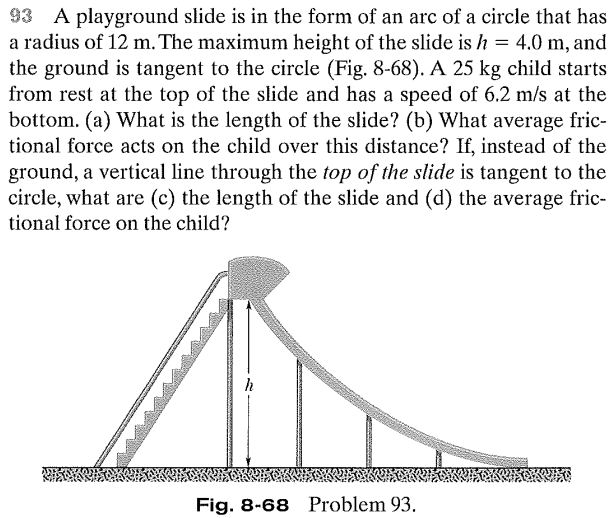 93 A playground slide is in the form of an arc of a circle that has
a radius of 12 m. The maximum height of the slide is h = 4.0 m, and
the ground is tangent to the circle (Fig. 8-68). A 25 kg child starts
from rest at the top of the slide and has a speed of 6.2 m/s at the
bottom. (a) What is the length of the slide? (b) What average fric-
tional force acts on the child over this distance? If, instead of the
ground, a vertical line through the top of the slide is tangent to the
circle, what are (c) the length of the slide and (d) the average fric-
tional force on the child?
h
Fig. 8-68 Problem 93.